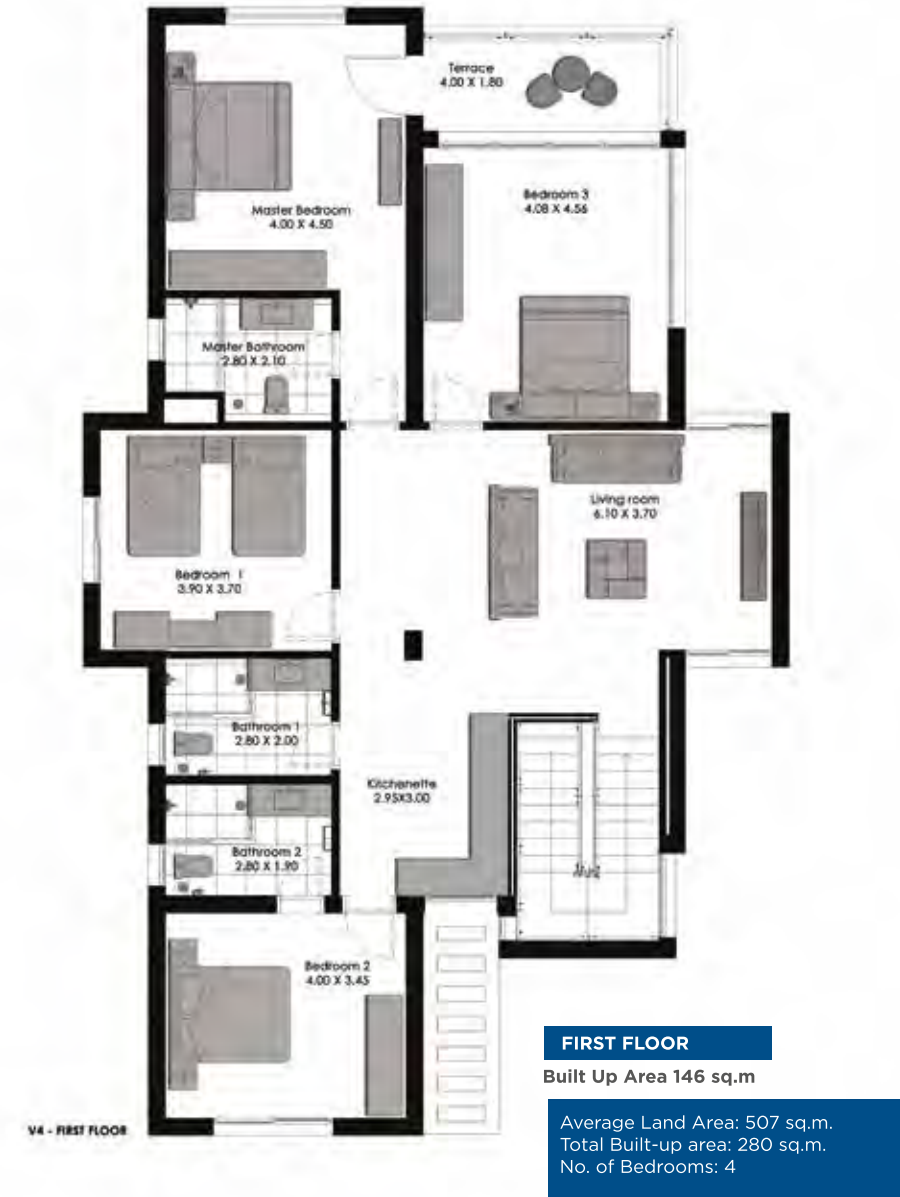 Terrace
4.00 X 1.80
Bedroom 3
4.08 X 4.56
Master Bedroom
4.00 X 4.50
Master Bathroom
2.80 X 2.10
Living room
6.10 X 3.70
Bedroom 1
3.90 X 3.70
Bathroom 1
2.80 X 2.00
Kitchenette
2.95X3.00
Bathroom 2
2.80 X 1.90
Bedroom 2
4.00 X 3.45
FIRST FLOOR
Built Up Area 146 sq.m
Average Land Area: 507 sq.m.
Total Built-up area: 280 sq.m.
No. of Bedrooms: 4
V4 - FIRST FLOOR